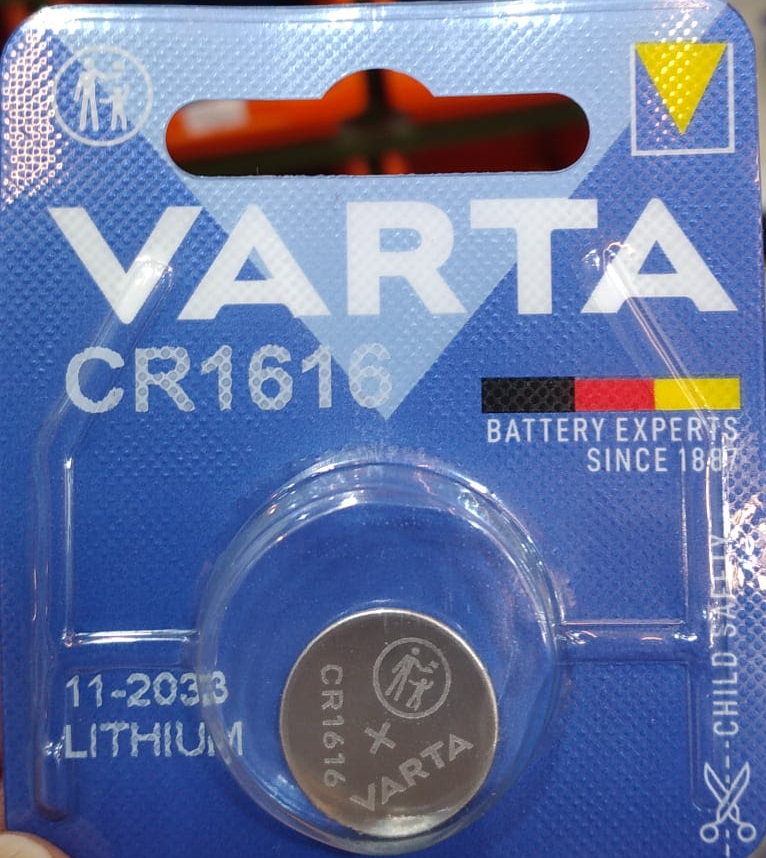 VARTA
CR1616
BATTERY EXPERTS
SINCE 1887
11-2033
LITHIUM
CR1616
+
VARTA
CHILD SAFETY